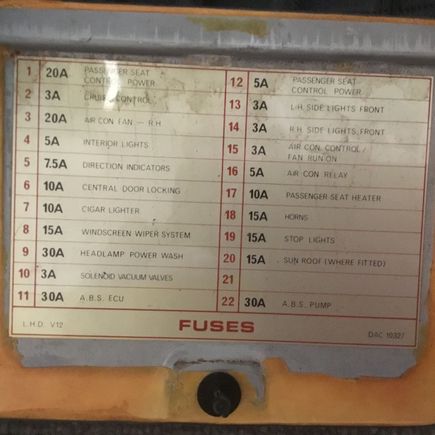 1 20A PASSENGER SEAT
CONTROL POWER
2 3A CRUISE CONTROL
3 20A AIR CON FAN — R.H
4 5A INTERIOR LIGHTS
5 7.5A DIRECTION INDICATORS
6 10A CENTRAL DOOR LOCKING
7 10A CIGAR LIGHTER
8 15A WINDSCREEN WIPER SYSTEM
9 30A HEADLAMP POWER WASH
10 3A SOLENOID VACUUM VALVES
11 30A A.B.S. ECU
12 5A PASSENGER SEAT
CONTROL POWER
13 3A L.H. SIDE LIGHTS FRONT
14 3A R.H. SIDE LIGHTS FRONT
15 3A AIR CON. CONTROL /
FAN RUN ON
16 5A AIR CON RELAY
17 10A PASSENGER SEAT HEATER
18 15A HORNS
19 15A STOP LIGHTS
20 15A SUN ROOF (WHERE FITTED)
21
22 30A A.B.S. PUMP
L.H.D. V12 FUSES DAC 10327